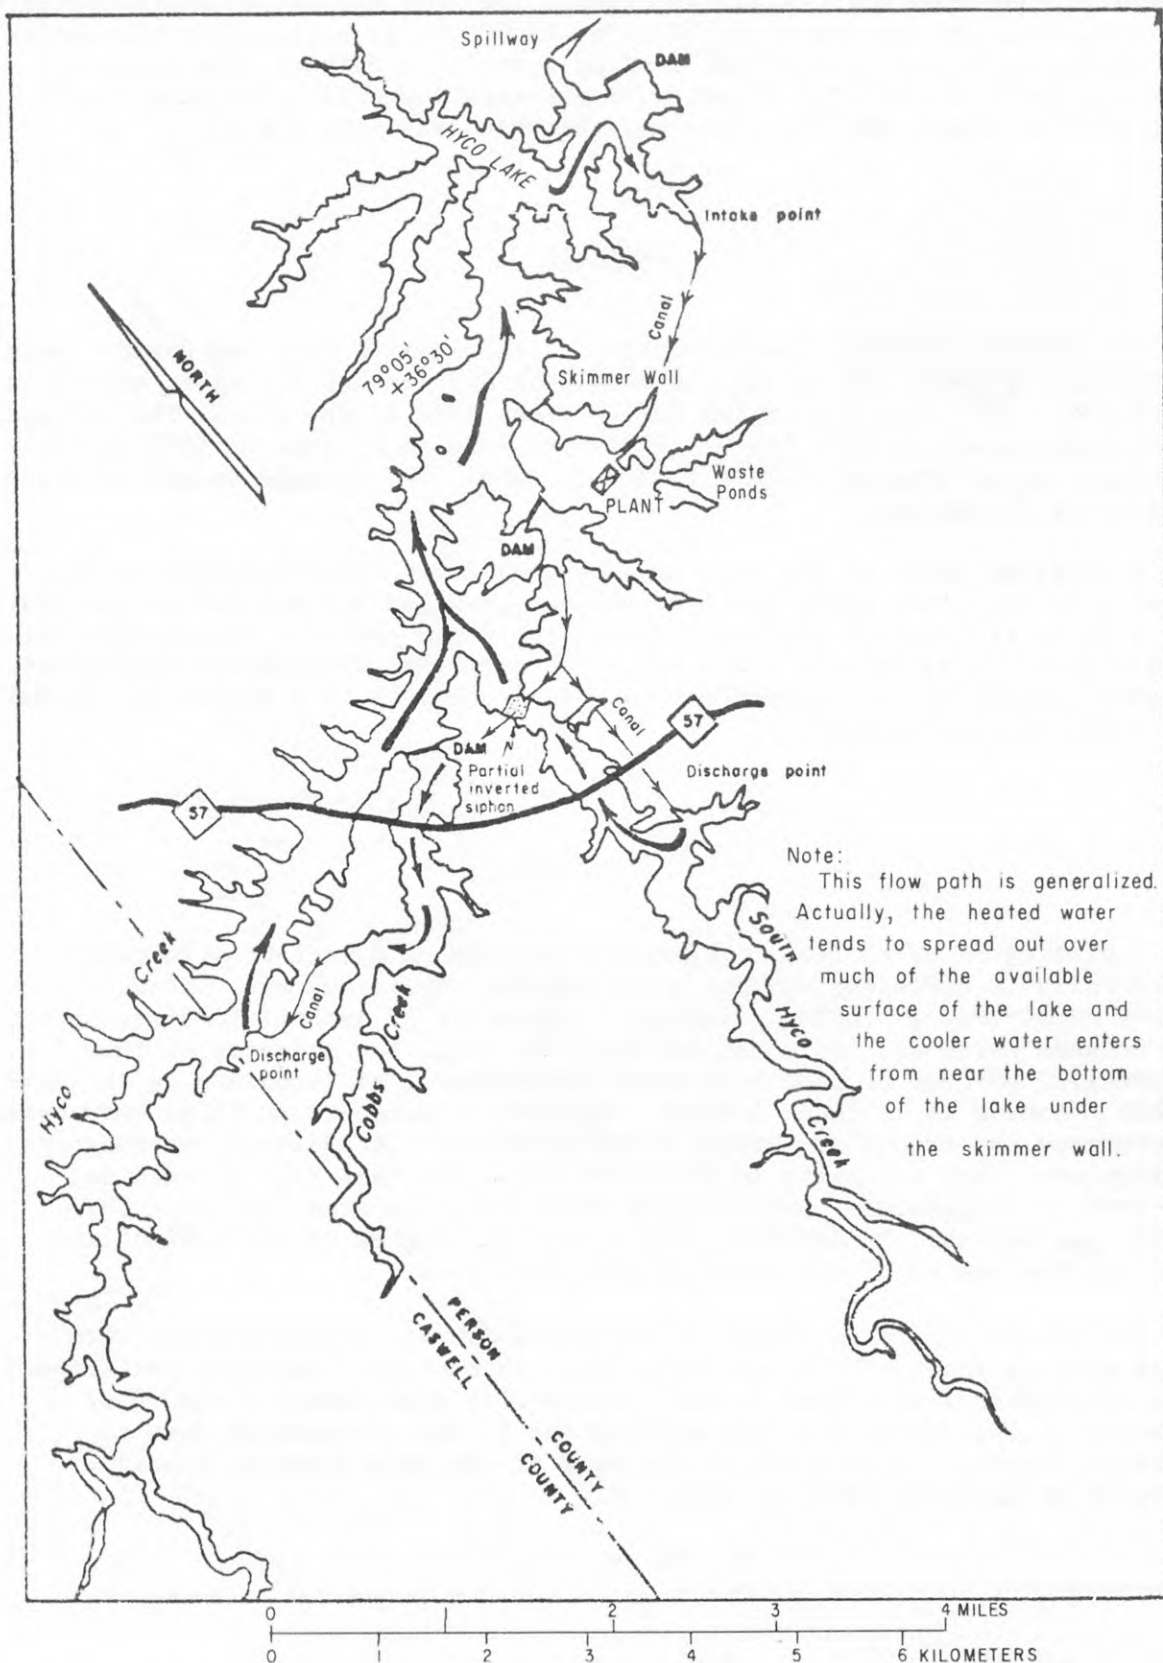 Spillway
DAM
HYCO LAKE
Intake point
Canal
NORTH
79°05'
+36°30'
Skimmer Wall
Waste
Ponds
PLANT
DAM
Canal
57
DAM
N
Partial
inverted
siphon
Discharge point
57
Note:
This flow path is generalized.
Actually, the heated water
tends to spread out over
much of the available
surface of the lake and
the cooler water enters
from near the bottom
of the lake under
the skimmer wall.
South
Hyco
Creek
Hyco
Creek
Canal
Discharge
point
Cobbs
Creek
PERSON COUNTY
CASWELL COUNTY
0 1 2 3 4 MILES
0 1 2 3 4 5 6 KILOMETERS